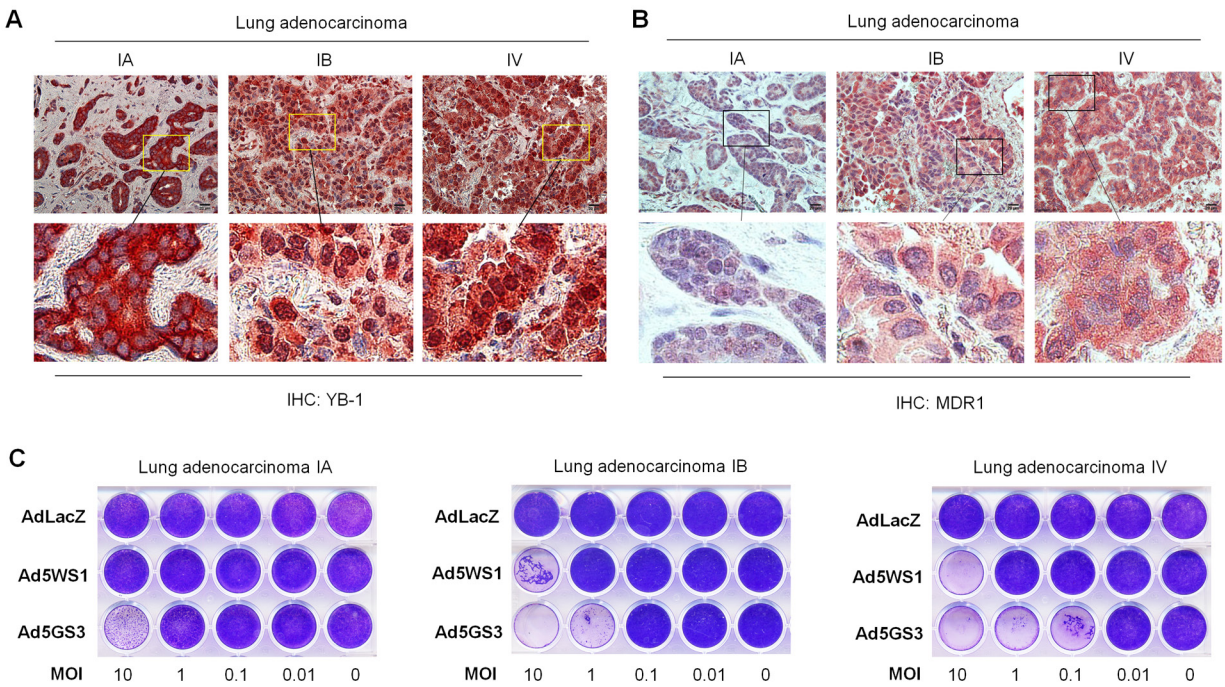 A
Lung adenocarcinoma
IA IB IV
IHC: YB-1
B
Lung adenocarcinoma
IA IB IV
IHC: MDR1
C
Lung adenocarcinoma IA
AdLacZ
Ad5WS1
Ad5GS3
MOI 10 1 0.1 0.01 0
Lung adenocarcinoma IB
AdLacZ
Ad5WS1
Ad5GS3
MOI 10 1 0.1 0.01 0
Lung adenocarcinoma IV
AdLacZ
Ad5WS1
Ad5GS3
MOI 10 1 0.1 0.01 0